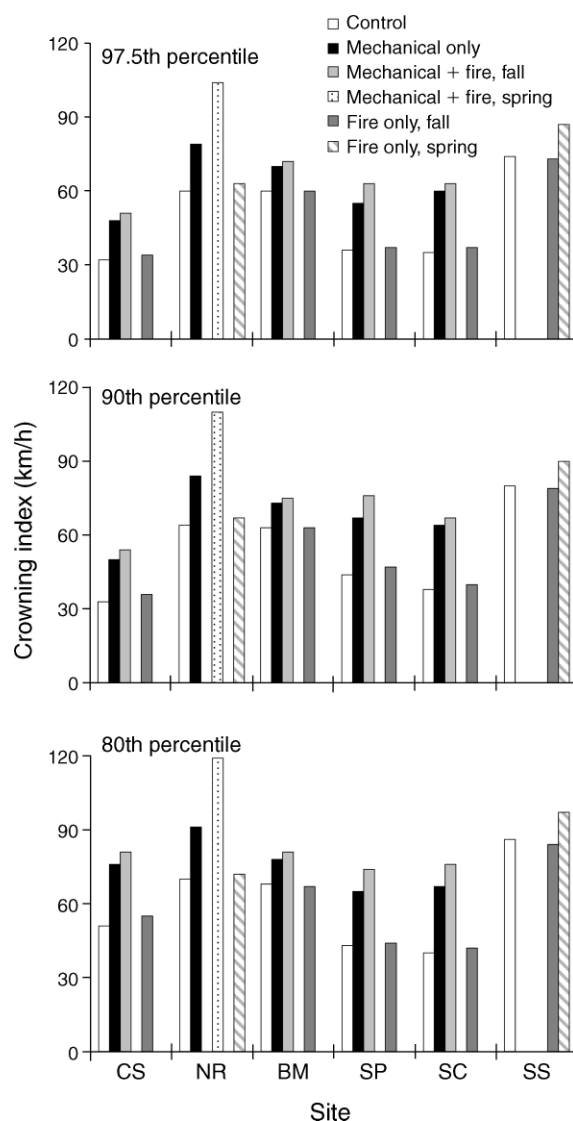 97.5th percentile
Control
Mechanical only
Mechanical + fire, fall
Mechanical + fire, spring
Fire only, fall
Fire only, spring
120
90
60
30
0
90th percentile
120
90
60
30
0
Crowning index (km/h)
80th percentile
120
90
60
30
0
CS NR BM SP SC SS
Site